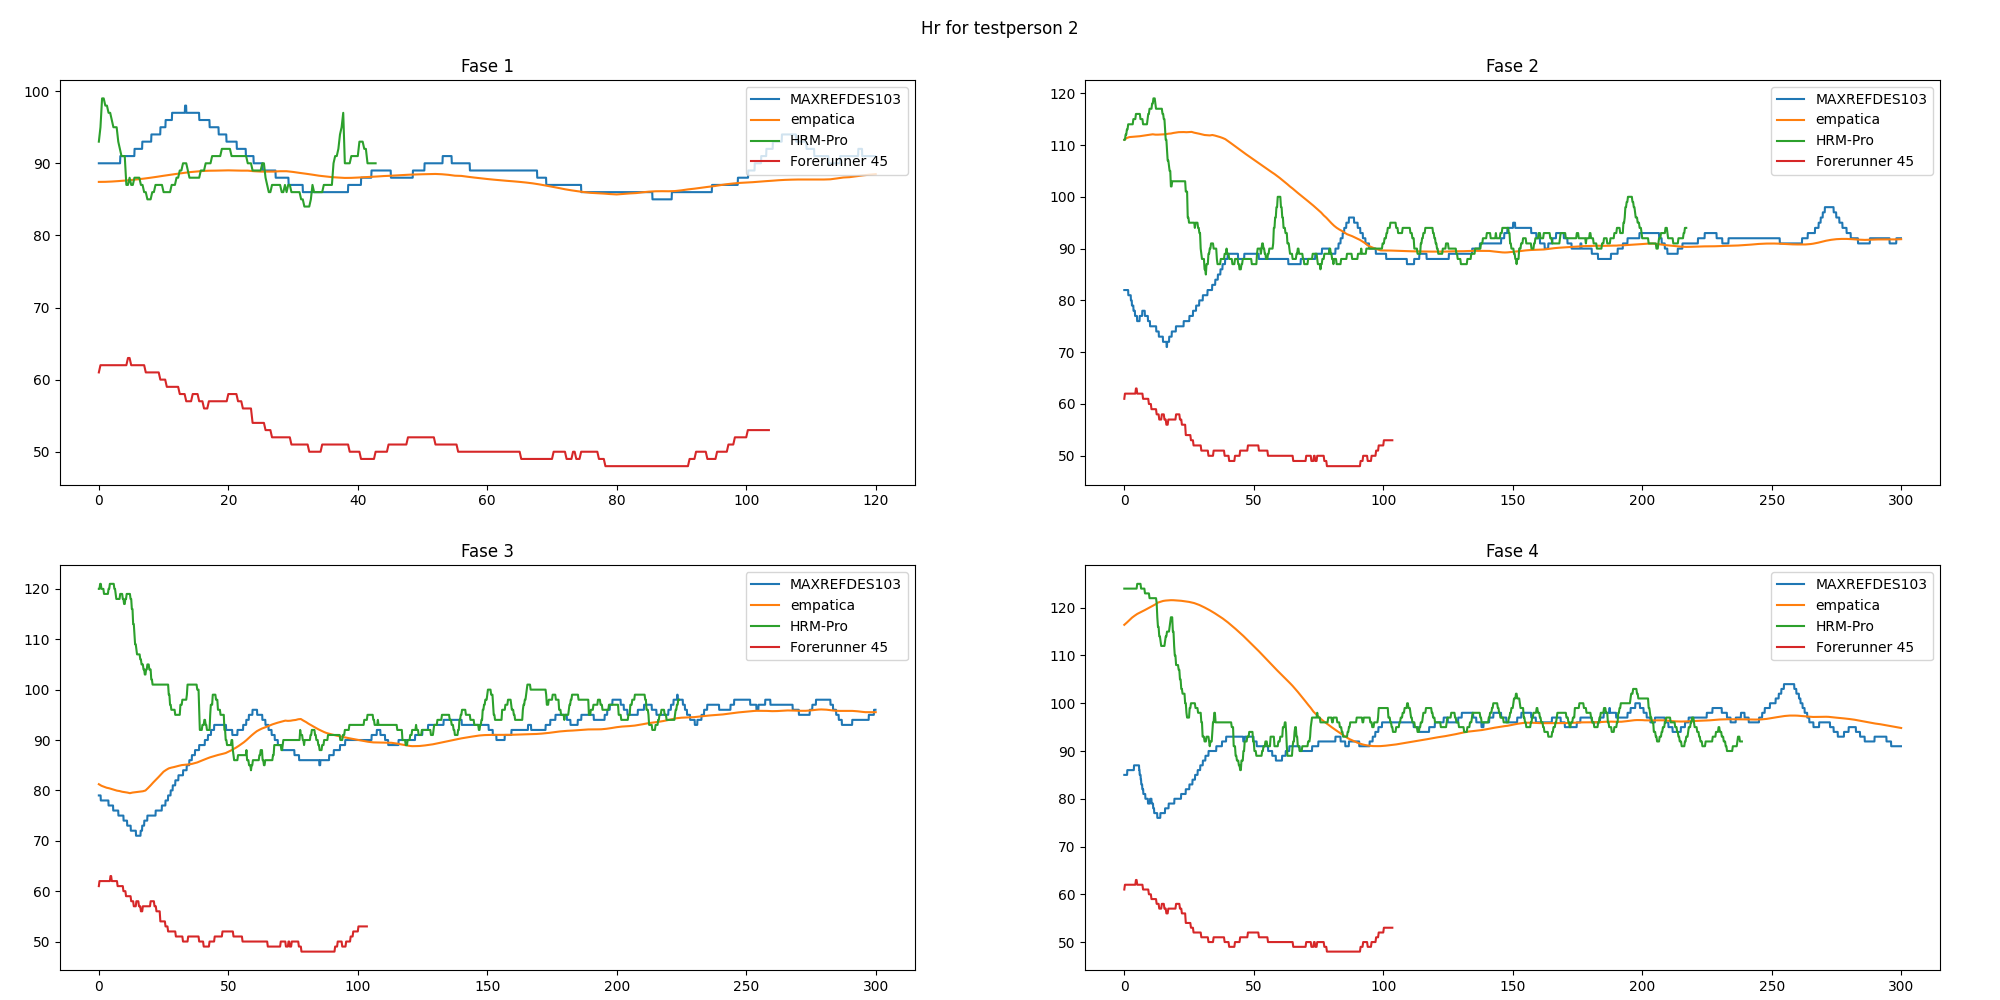 Hr for testperson 2
Fase 1
100
90
80
70
60
50
0 20 40 60 80 100 120
MAXREFDES103
empatica
HRM-Pro
Forerunner 45
Fase 2
120
110
100
90
80
70
60
50
0 50 100 150 200 250 300
MAXREFDES103
empatica
HRM-Pro
Forerunner 45
Fase 3
120
110
100
90
80
70
60
50
0 50 100 150 200 250 300
MAXREFDES103
empatica
HRM-Pro
Forerunner 45
Fase 4
120
110
100
90
80
70
60
50
0 50 100 150 200 250 300
MAXREFDES103
empatica
HRM-Pro
Forerunner 45